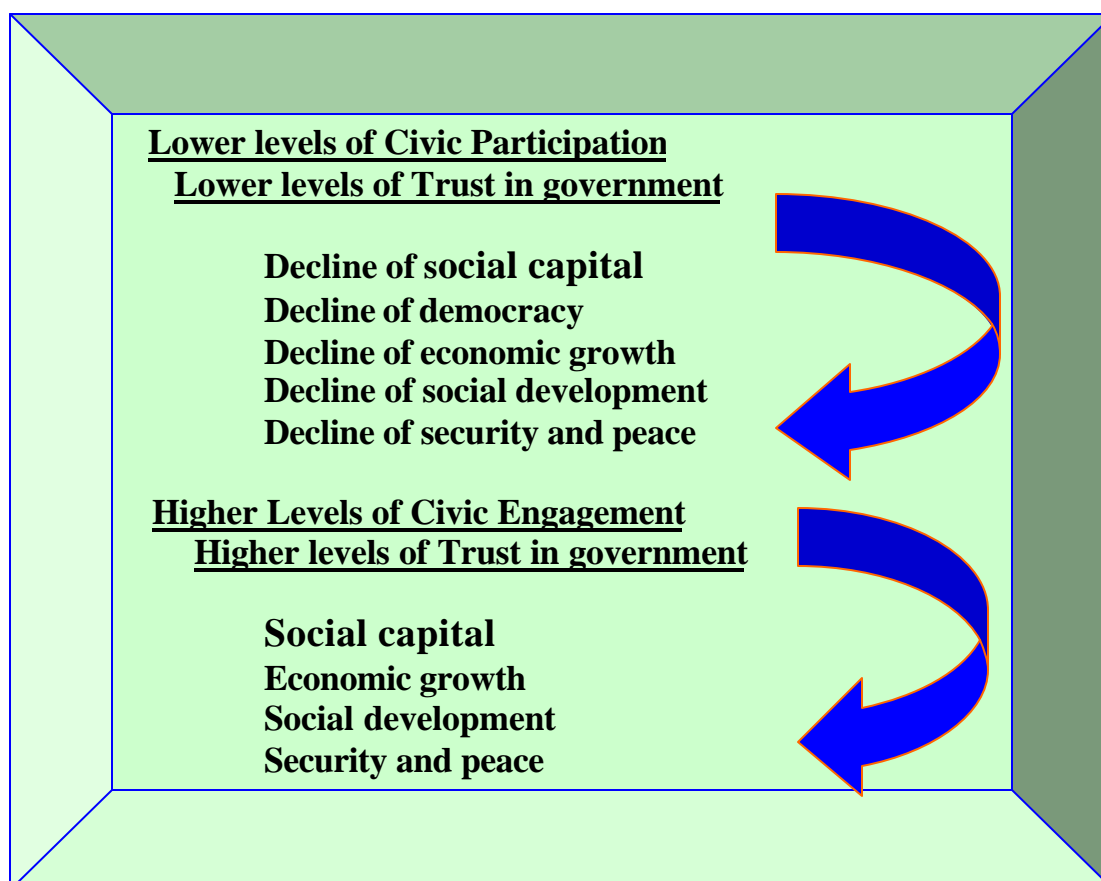 Lower levels of Civic Participation
Lower levels of Trust in government
Decline of social capital
Decline of democracy
Decline of economic growth
Decline of social development
Decline of security and peace
Higher Levels of Civic Engagement
Higher levels of Trust in government
Social capital
Economic growth
Social development
Security and peace